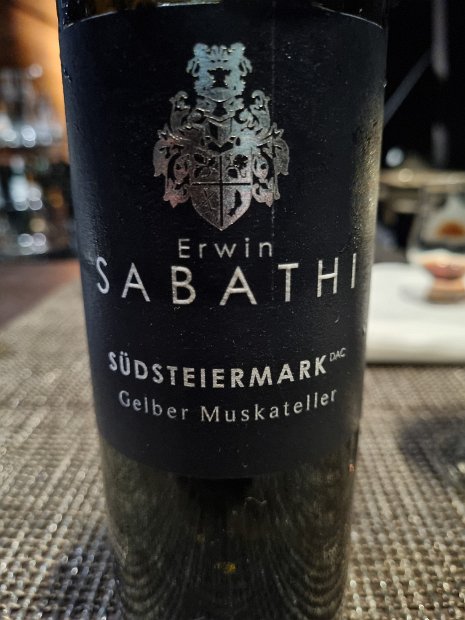 Erwin
SABATHI
SÜDSTEIERMARK DAC
Gelber Muskateller